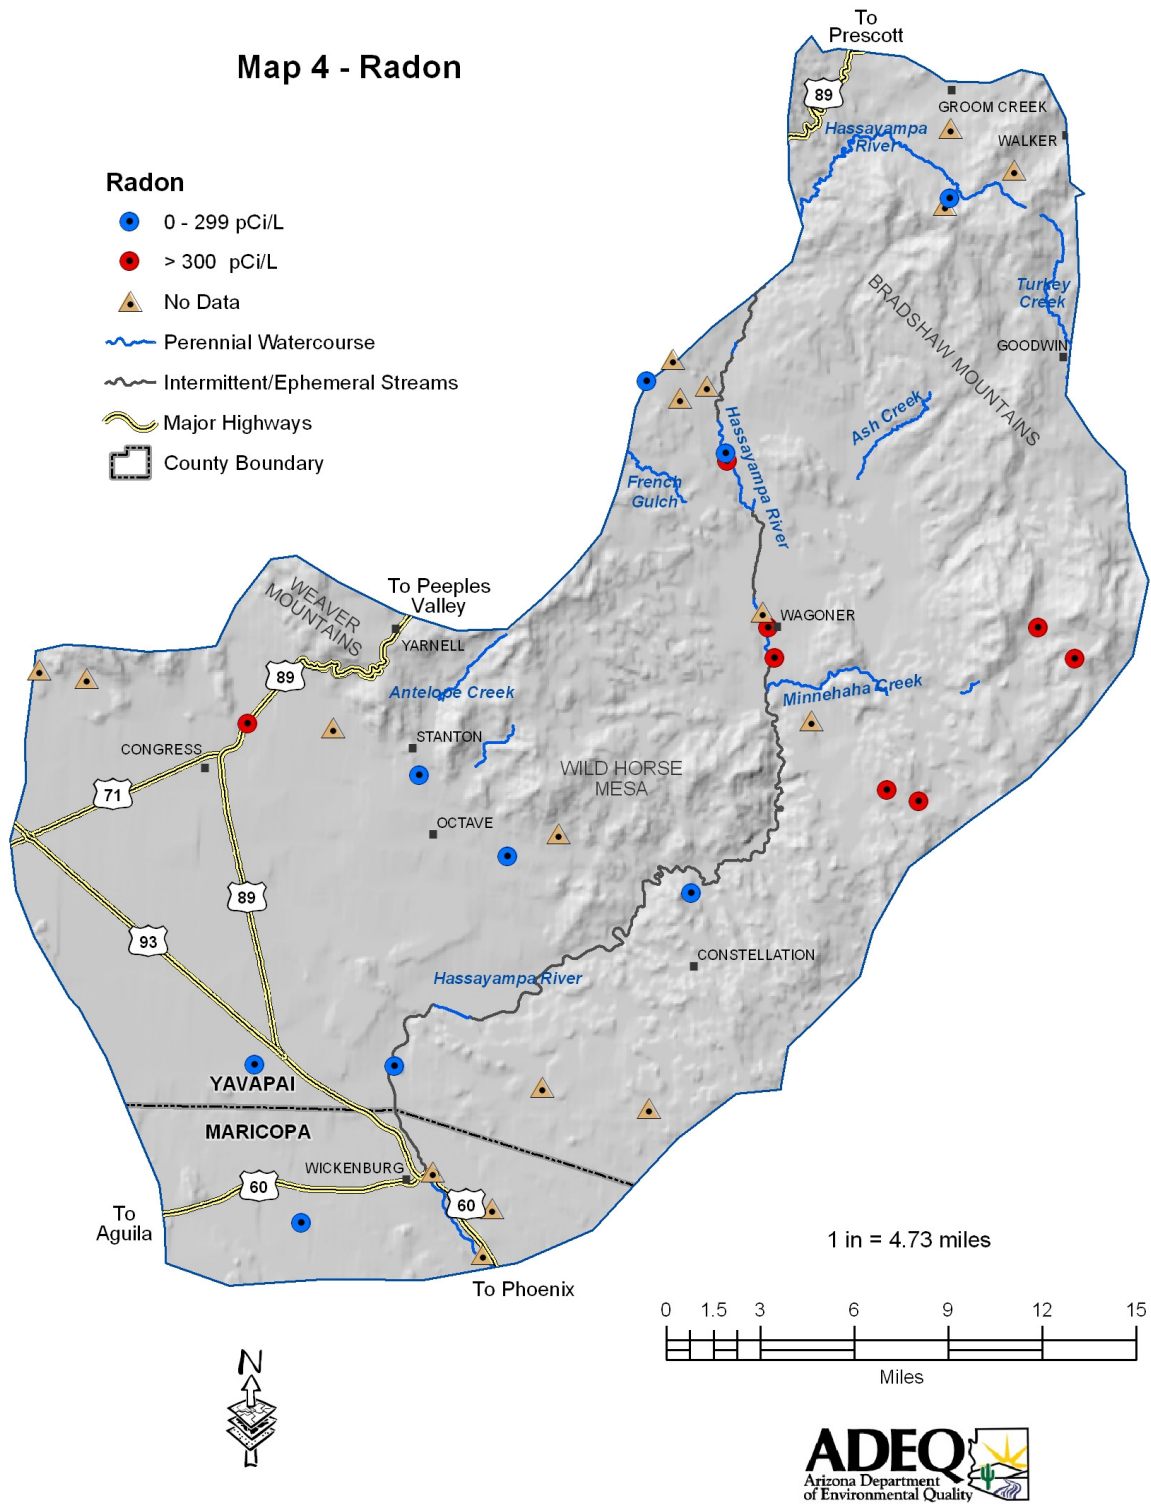 To
Prescott
Map 4 - Radon
89
GROOM CREEK
Hassayampa
River
WALKER
Radon
0 - 299 pCi/L
> 300 pCi/L
No Data
Perennial Watercourse
Intermittent/Ephemeral Streams
Major Highways
County Boundary
BRADSHAW MOUNTAINS
Turkey
Creek
GOODWIN
Ash Creek
Hassayampa River
French
Gulch
To Peeples
Valley
WEAVER
MOUNTAINS
YARNELL
WAGONER
89
Antelope Creek
Minnehaha Creek
STANTON
CONGRESS
WILD HORSE
MESA
71
OCTAVE
89
93
CONSTELLATION
Hassayampa River
YAVAPAI
MARICOPA
WICKENBURG
60
60
To
Aguila
To Phoenix
1 in = 4.73 miles
0 1.5 3 6 9 12 15
Miles
N
ADEQ
Arizona Department
of Environmental Quality